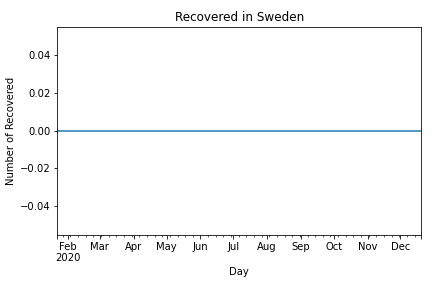 Recovered in Sweden
Number of Recovered
0.04
0.02
0.00
−0.02
−0.04
Feb Mar Apr May Jun Jul Aug Sep Oct Nov Dec
2020
Day